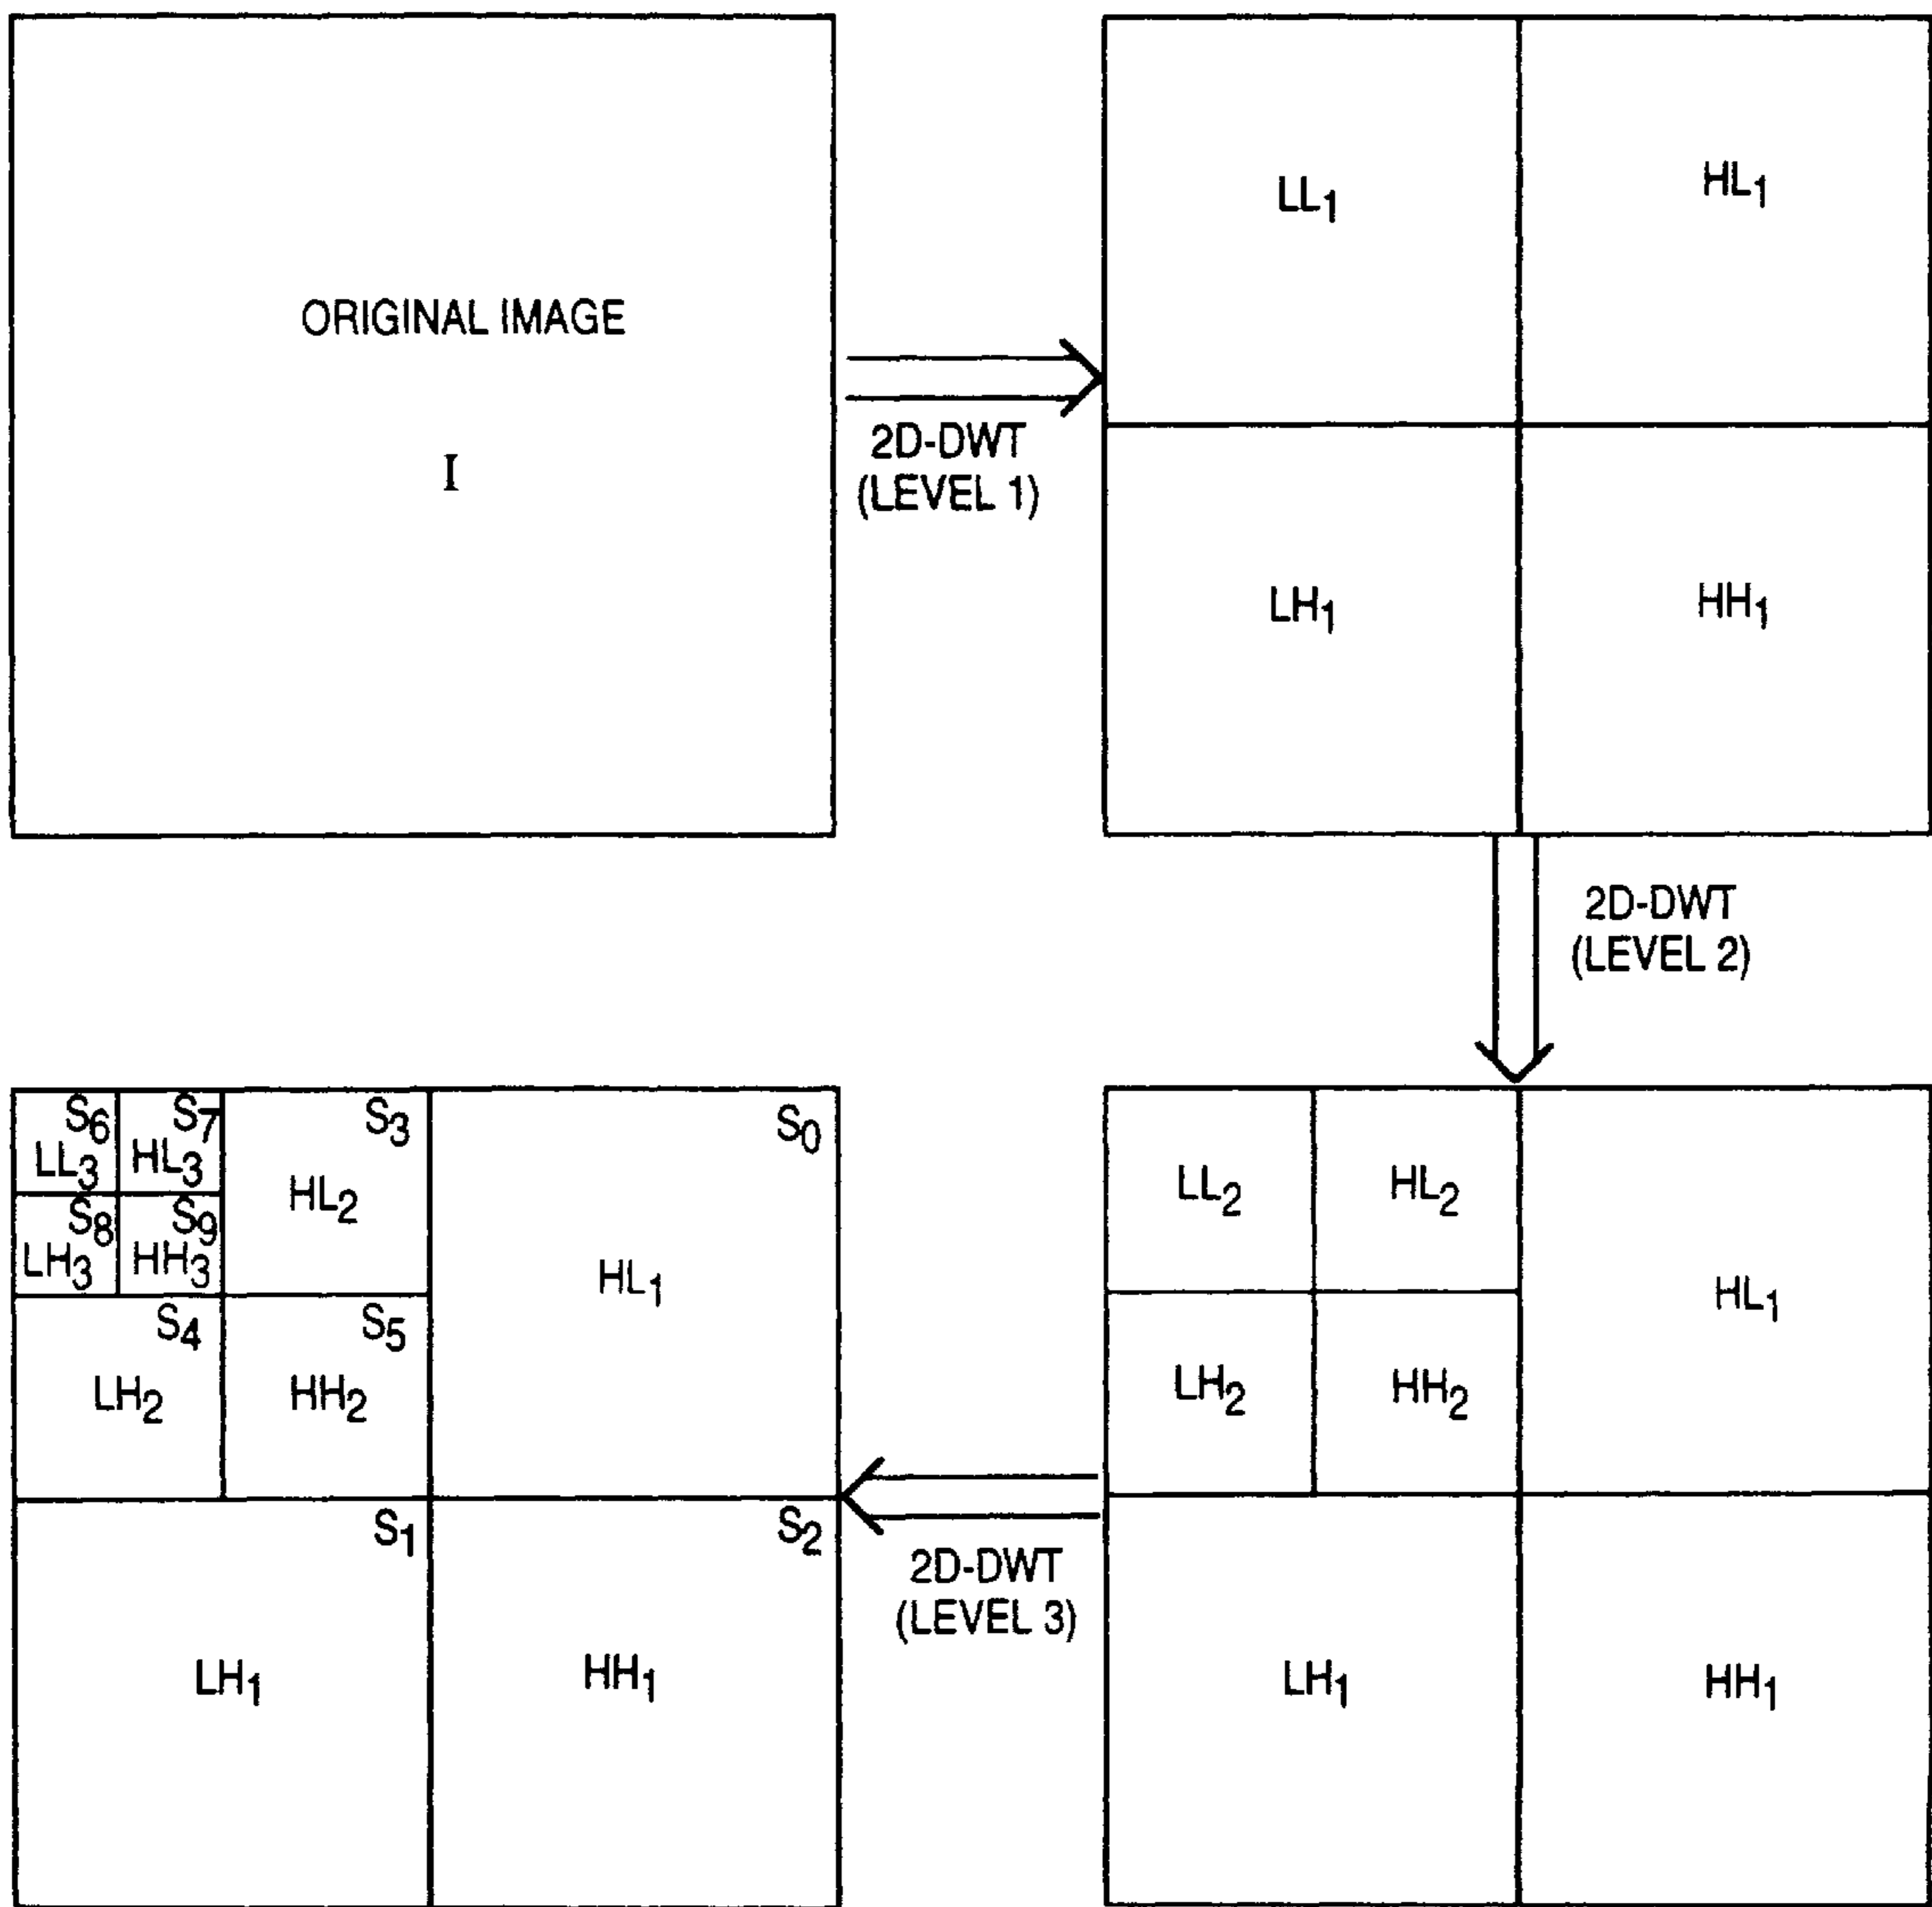 ORIGINAL IMAGE
I
2D-DWT
(LEVEL 1)
LL₁
HL₁
LH₁
HH₁
2D-DWT
(LEVEL 2)
LL₂
HL₂
HL₁
LH₂
HH₂
LH₁
HH₁
2D-DWT
(LEVEL 3)
S₆
LL₃
S₇
HL₃
S₃
HL₂
S₀
HL₁
S₈
LH₃
S₉
HH₃
S₄
LH₂
S₅
HH₂
S₁
LH₁
S₂
HH₁